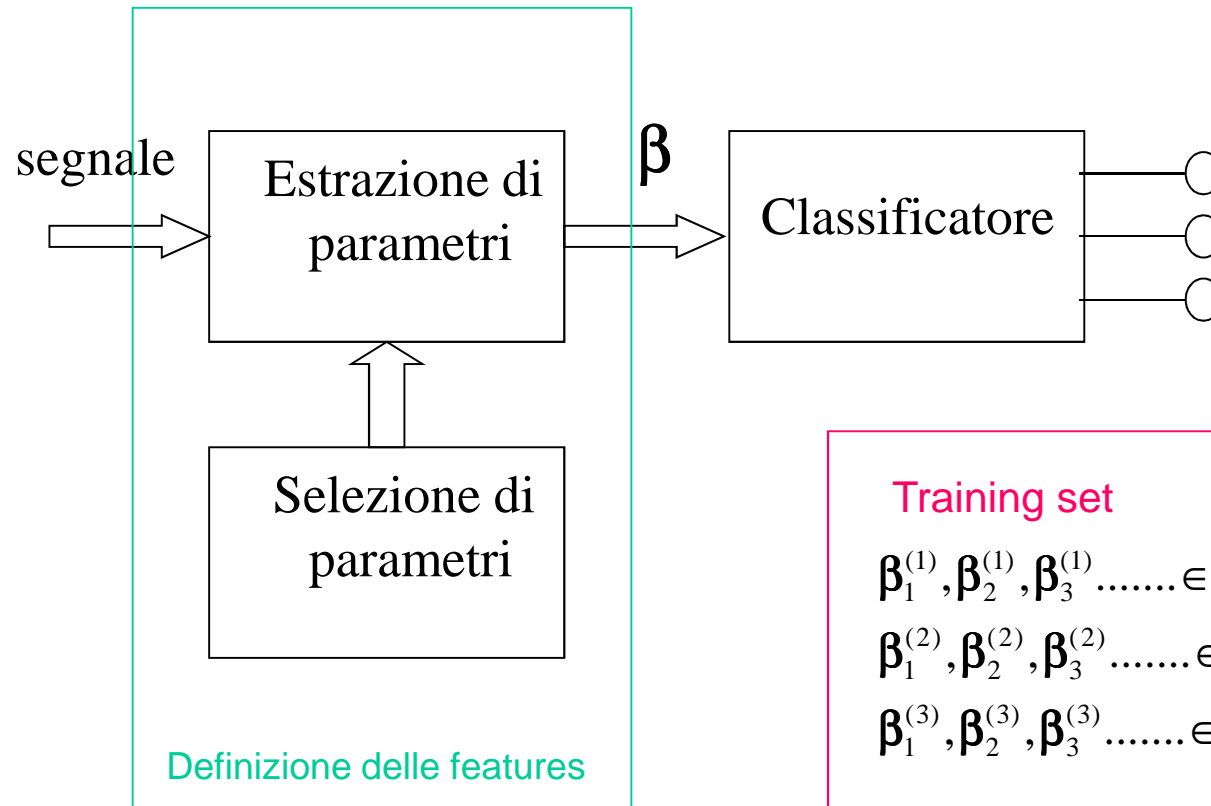 segnale
Estrazione di
parametri
β
Classificatore
Selezione di
parametri
Definizione delle features
Training set
β₁⁽¹⁾,β₂⁽¹⁾,β₃⁽¹⁾.......∈
β₁⁽²⁾,β₂⁽²⁾,β₃⁽²⁾.......∈
β₁⁽³⁾,β₂⁽³⁾,β₃⁽³⁾.......∈